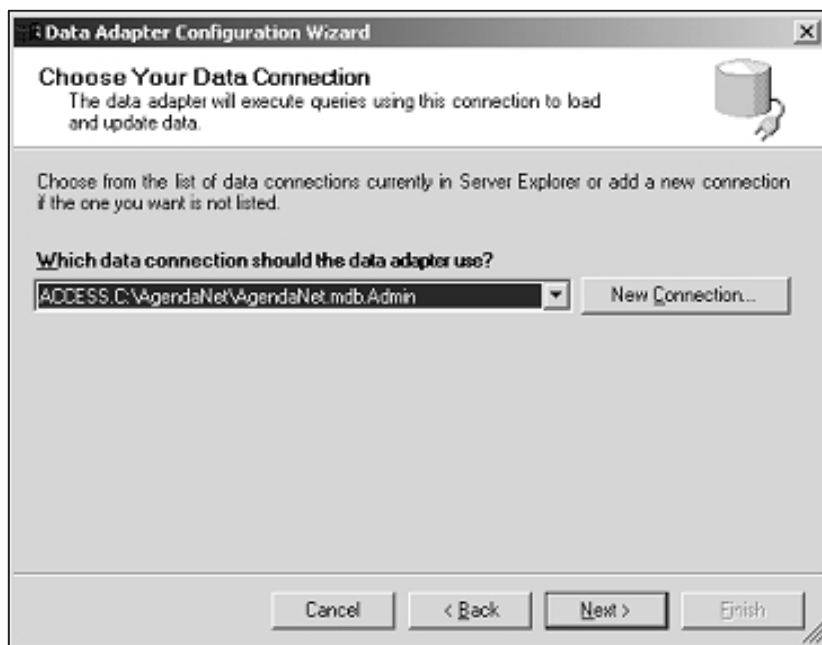 Data Adapter Configuration Wizard
Choose Your Data Connection
The data adapter will execute queries using this connection to load
and update data.
Choose from the list of data connections currently in Server Explorer or add a new connection
if the one you want is not listed.
Which data connection should the data adapter use?
ACCESS.C:\AgendaNet\AgendaNet.mdb.Admin
New Connection...
Cancel
< Back
Next >
Finish